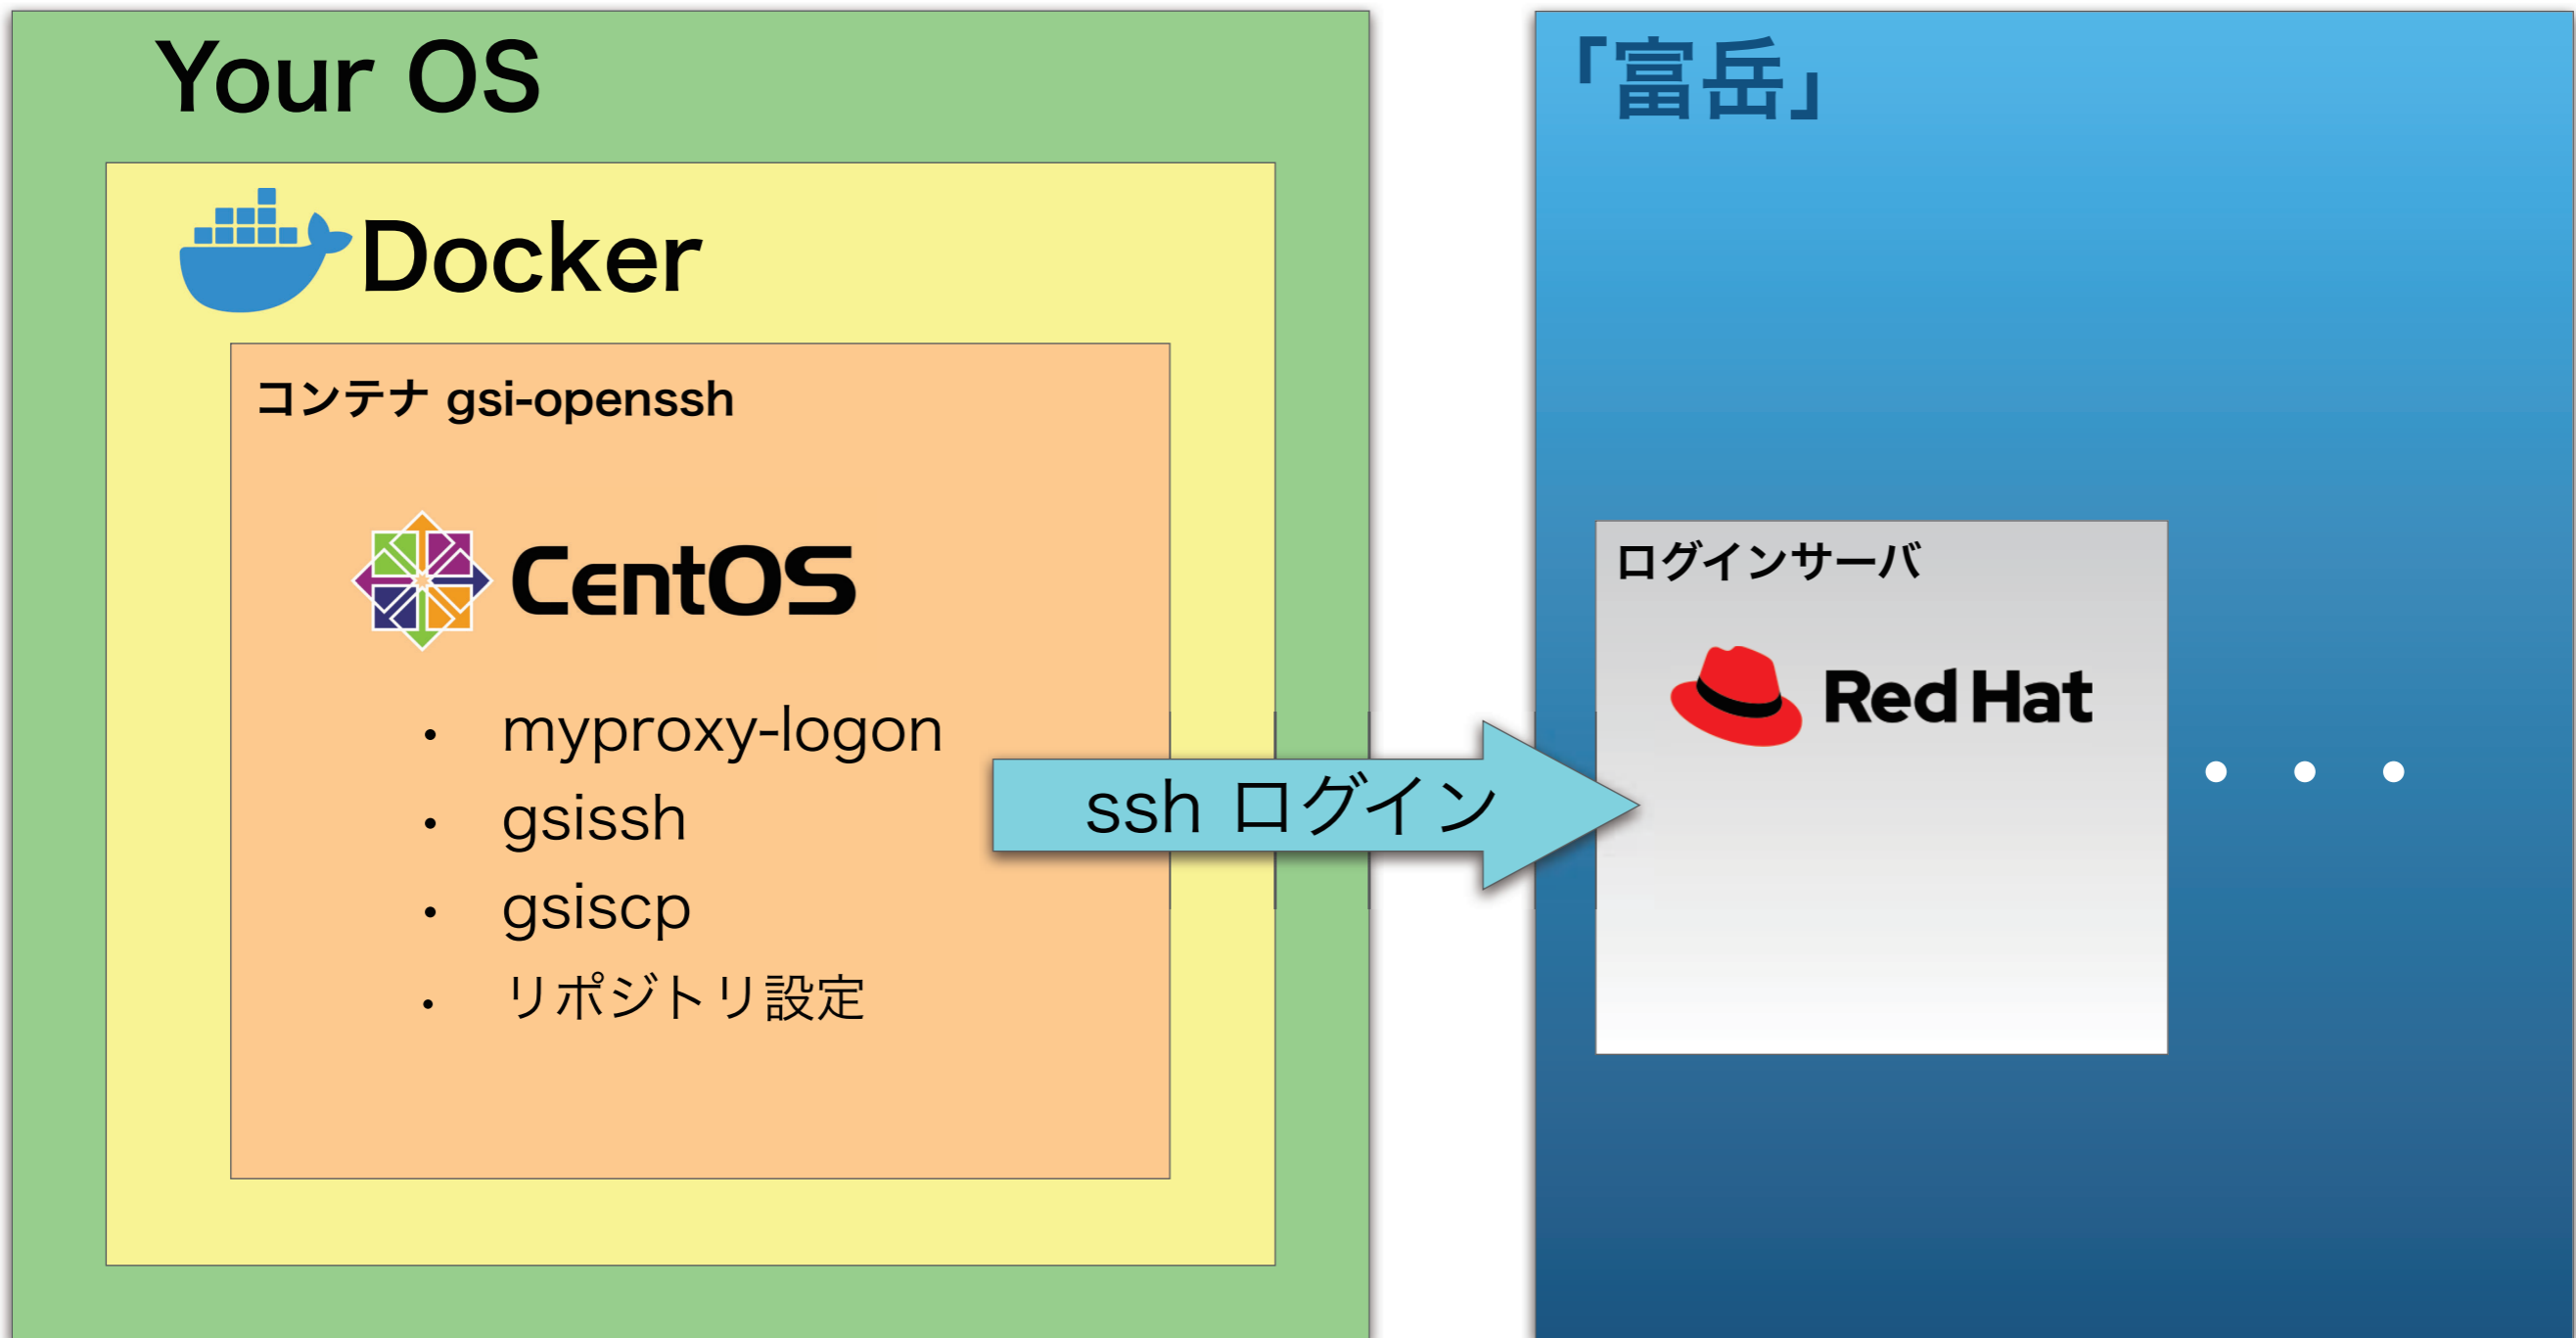 Your OS
Docker
コンテナ gsi-openssh
CentOS
・ myproxy-logon
・ gsissh
・ gsiscp
・ リポジトリ設定
ssh ログイン
「富岳」
ログインサーバ
Red Hat
・・・